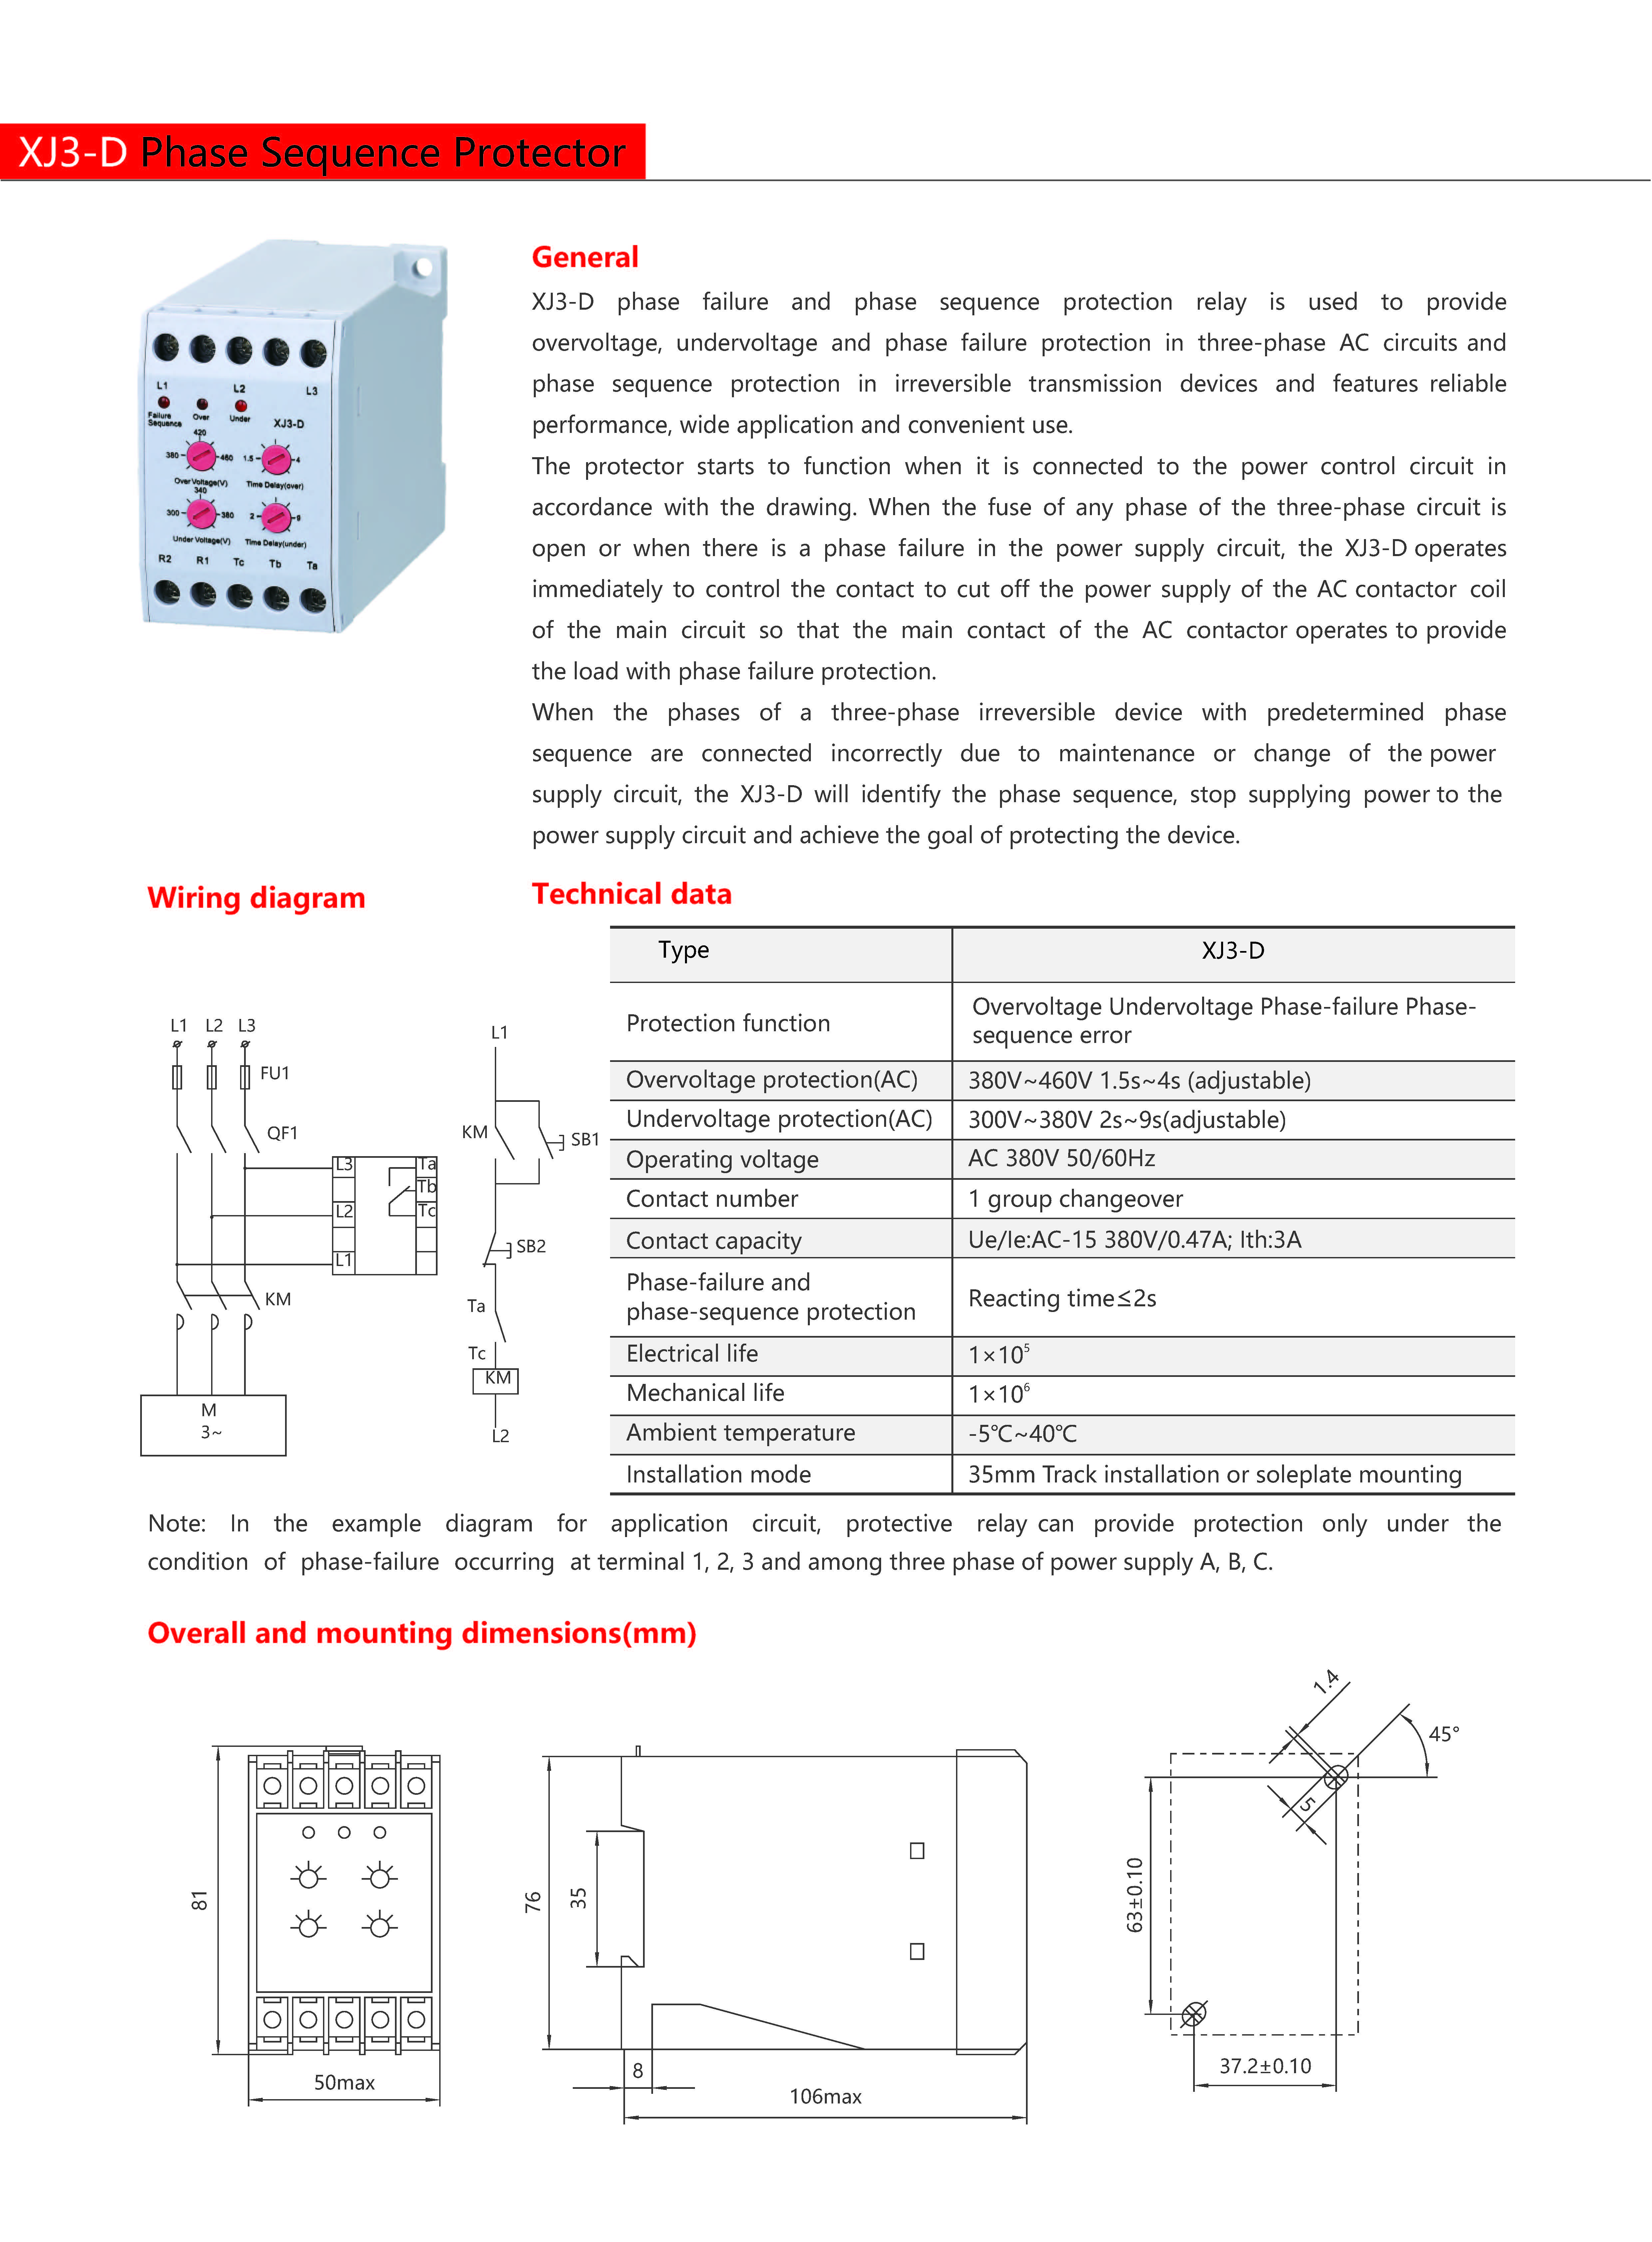 XJ3-D Phase Sequence Protector
General
XJ3-D phase failure and phase sequence protection relay is used to provide
overvoltage, undervoltage and phase failure protection in three-phase AC circuits and
phase sequence protection in irreversible transmission devices and features reliable
performance, wide application and convenient use.
The protector starts to function when it is connected to the power control circuit in
accordance with the drawing. When the fuse of any phase of the three-phase circuit is
open or when there is a phase failure in the power supply circuit, the XJ3-D operates
immediately to control the contact to cut off the power supply of the AC contactor coil
of the main circuit so that the main contact of the AC contactor operates to provide
the load with phase failure protection.
When the phases of a three-phase irreversible device with predetermined phase
sequence are connected incorrectly due to maintenance or change of the power
supply circuit, the XJ3-D will identify the phase sequence, stop supplying power to the
power supply circuit and achieve the goal of protecting the device.
L1 L2 L3
Failure Over Under
Sequence XJ3-D
420
380 460 1.5 4
Over Voltage(V) Time Delay(over)
340
300 380 2 9
Under Voltage(V) Time Delay(under)
R2 R1 Tc Tb Ta
Wiring diagram
L1 L2 L3
FU1
QF1
L3 Ta
Tb
L2 Tc
L1
KM
M
3~
L1
KM SB1
SB2
Ta
Tc
KM
L2
Technical data
Type XJ3-D
Protection function Overvoltage Undervoltage Phase-failure Phase-
sequence error
Overvoltage protection(AC) 380V~460V 1.5s~4s (adjustable)
Undervoltage protection(AC) 300V~380V 2s~9s(adjustable)
Operating voltage AC 380V 50/60Hz
Contact number 1 group changeover
Contact capacity Ue/Ie:AC-15 380V/0.47A; Ith:3A
Phase-failure and
phase-sequence protection Reacting time≤2s
Electrical life 1×10⁵
Mechanical life 1×10⁶
Ambient temperature -5℃~40℃
Installation mode 35mm Track installation or soleplate mounting
Note: In the example diagram for application circuit, protective relay can provide protection only under the
condition of phase-failure occurring at terminal 1, 2, 3 and among three phase of power supply A, B, C.
Overall and mounting dimensions(mm)
81
50max
76
35
8
106max
1.4
45°
5
63±0.10
37.2±0.10